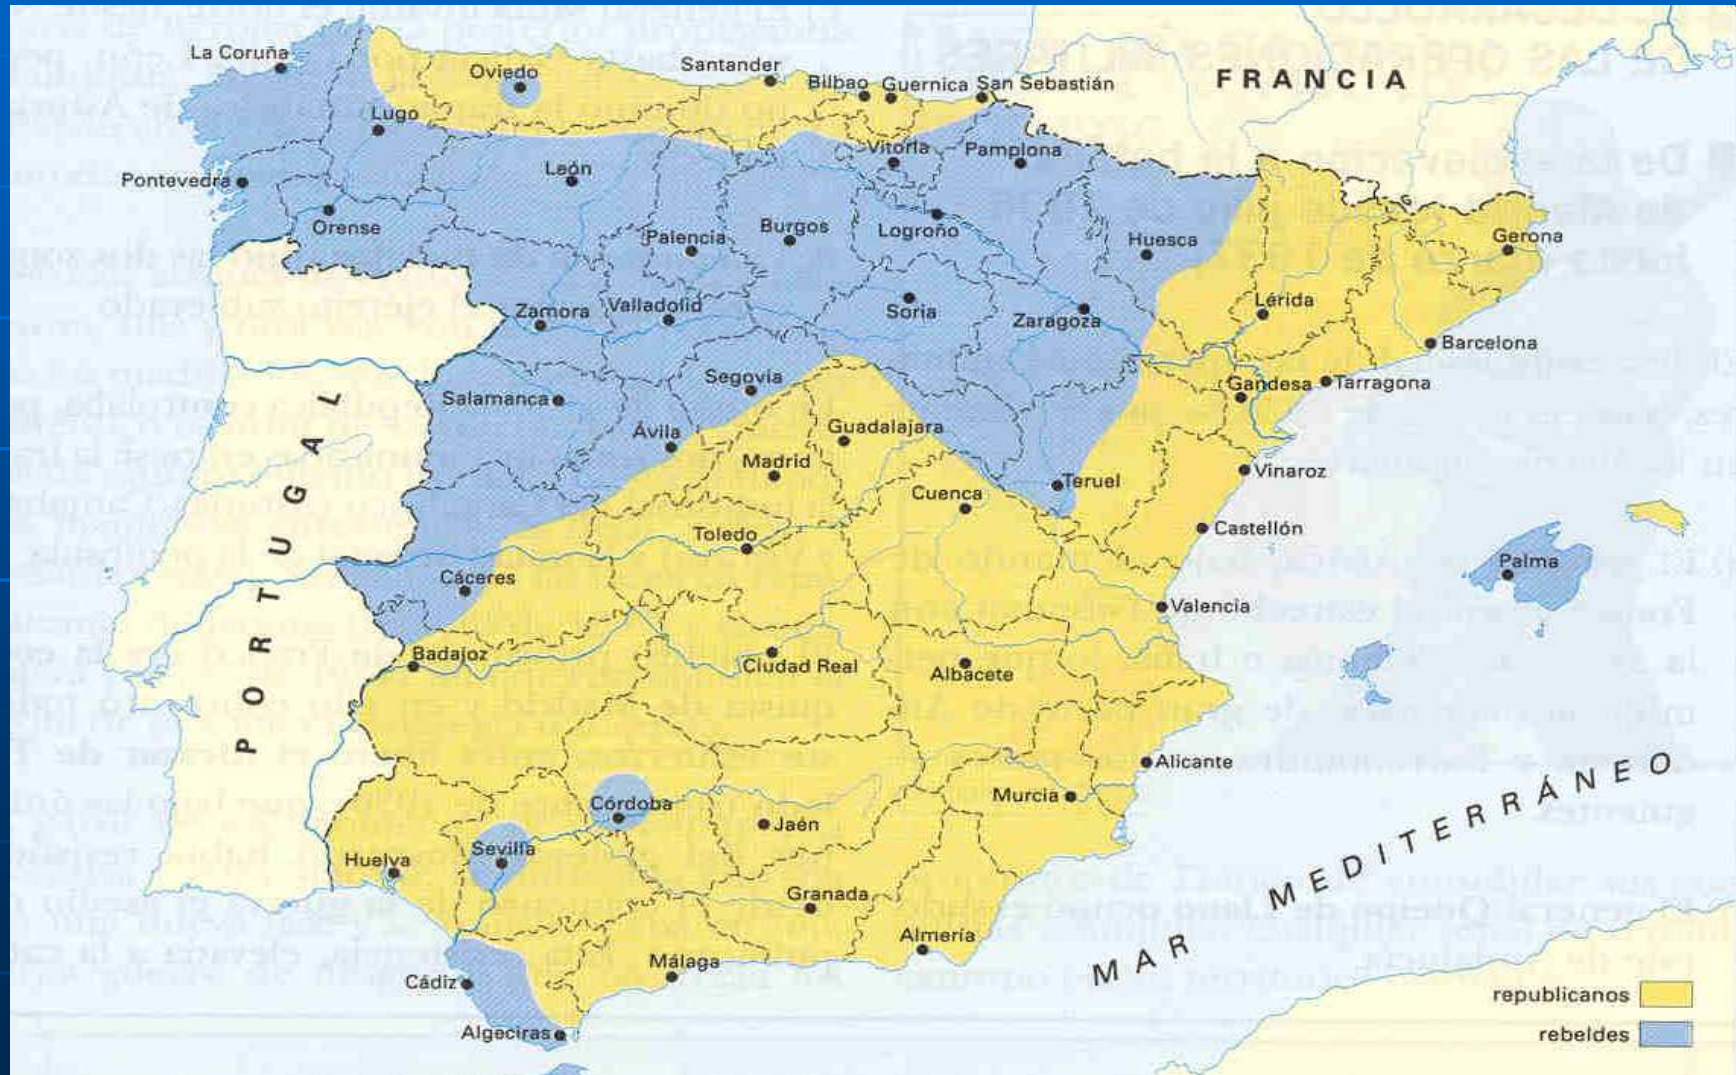 La Coruña
Oviedo
Santander
Bilbao
Guernica
San Sebastián
FRANCIA
Lugo
Vitoria
Pamplona
León
Pontevedra
Orense
Palencia
Burgos
Logroño
Huesca
Gerona
Zamora
Valladolid
Soria
Zaragoza
Lérida
Barcelona
Salamanca
Segovia
Gandesa
Tarragona
Ávila
Guadalajara
Madrid
Vinaroz
Cuenca
Teruel
Toledo
Castellón
Palma
Cáceres
Valencia
PORTUGAL
Badajoz
Ciudad Real
Albacete
Alicante
Murcia
Córdoba
Jaén
Sevilla
Huelva
Granada
Almería
MAR MEDITERRÁNEO
Málaga
Cádiz
Algeciras
republicanos
rebeldes